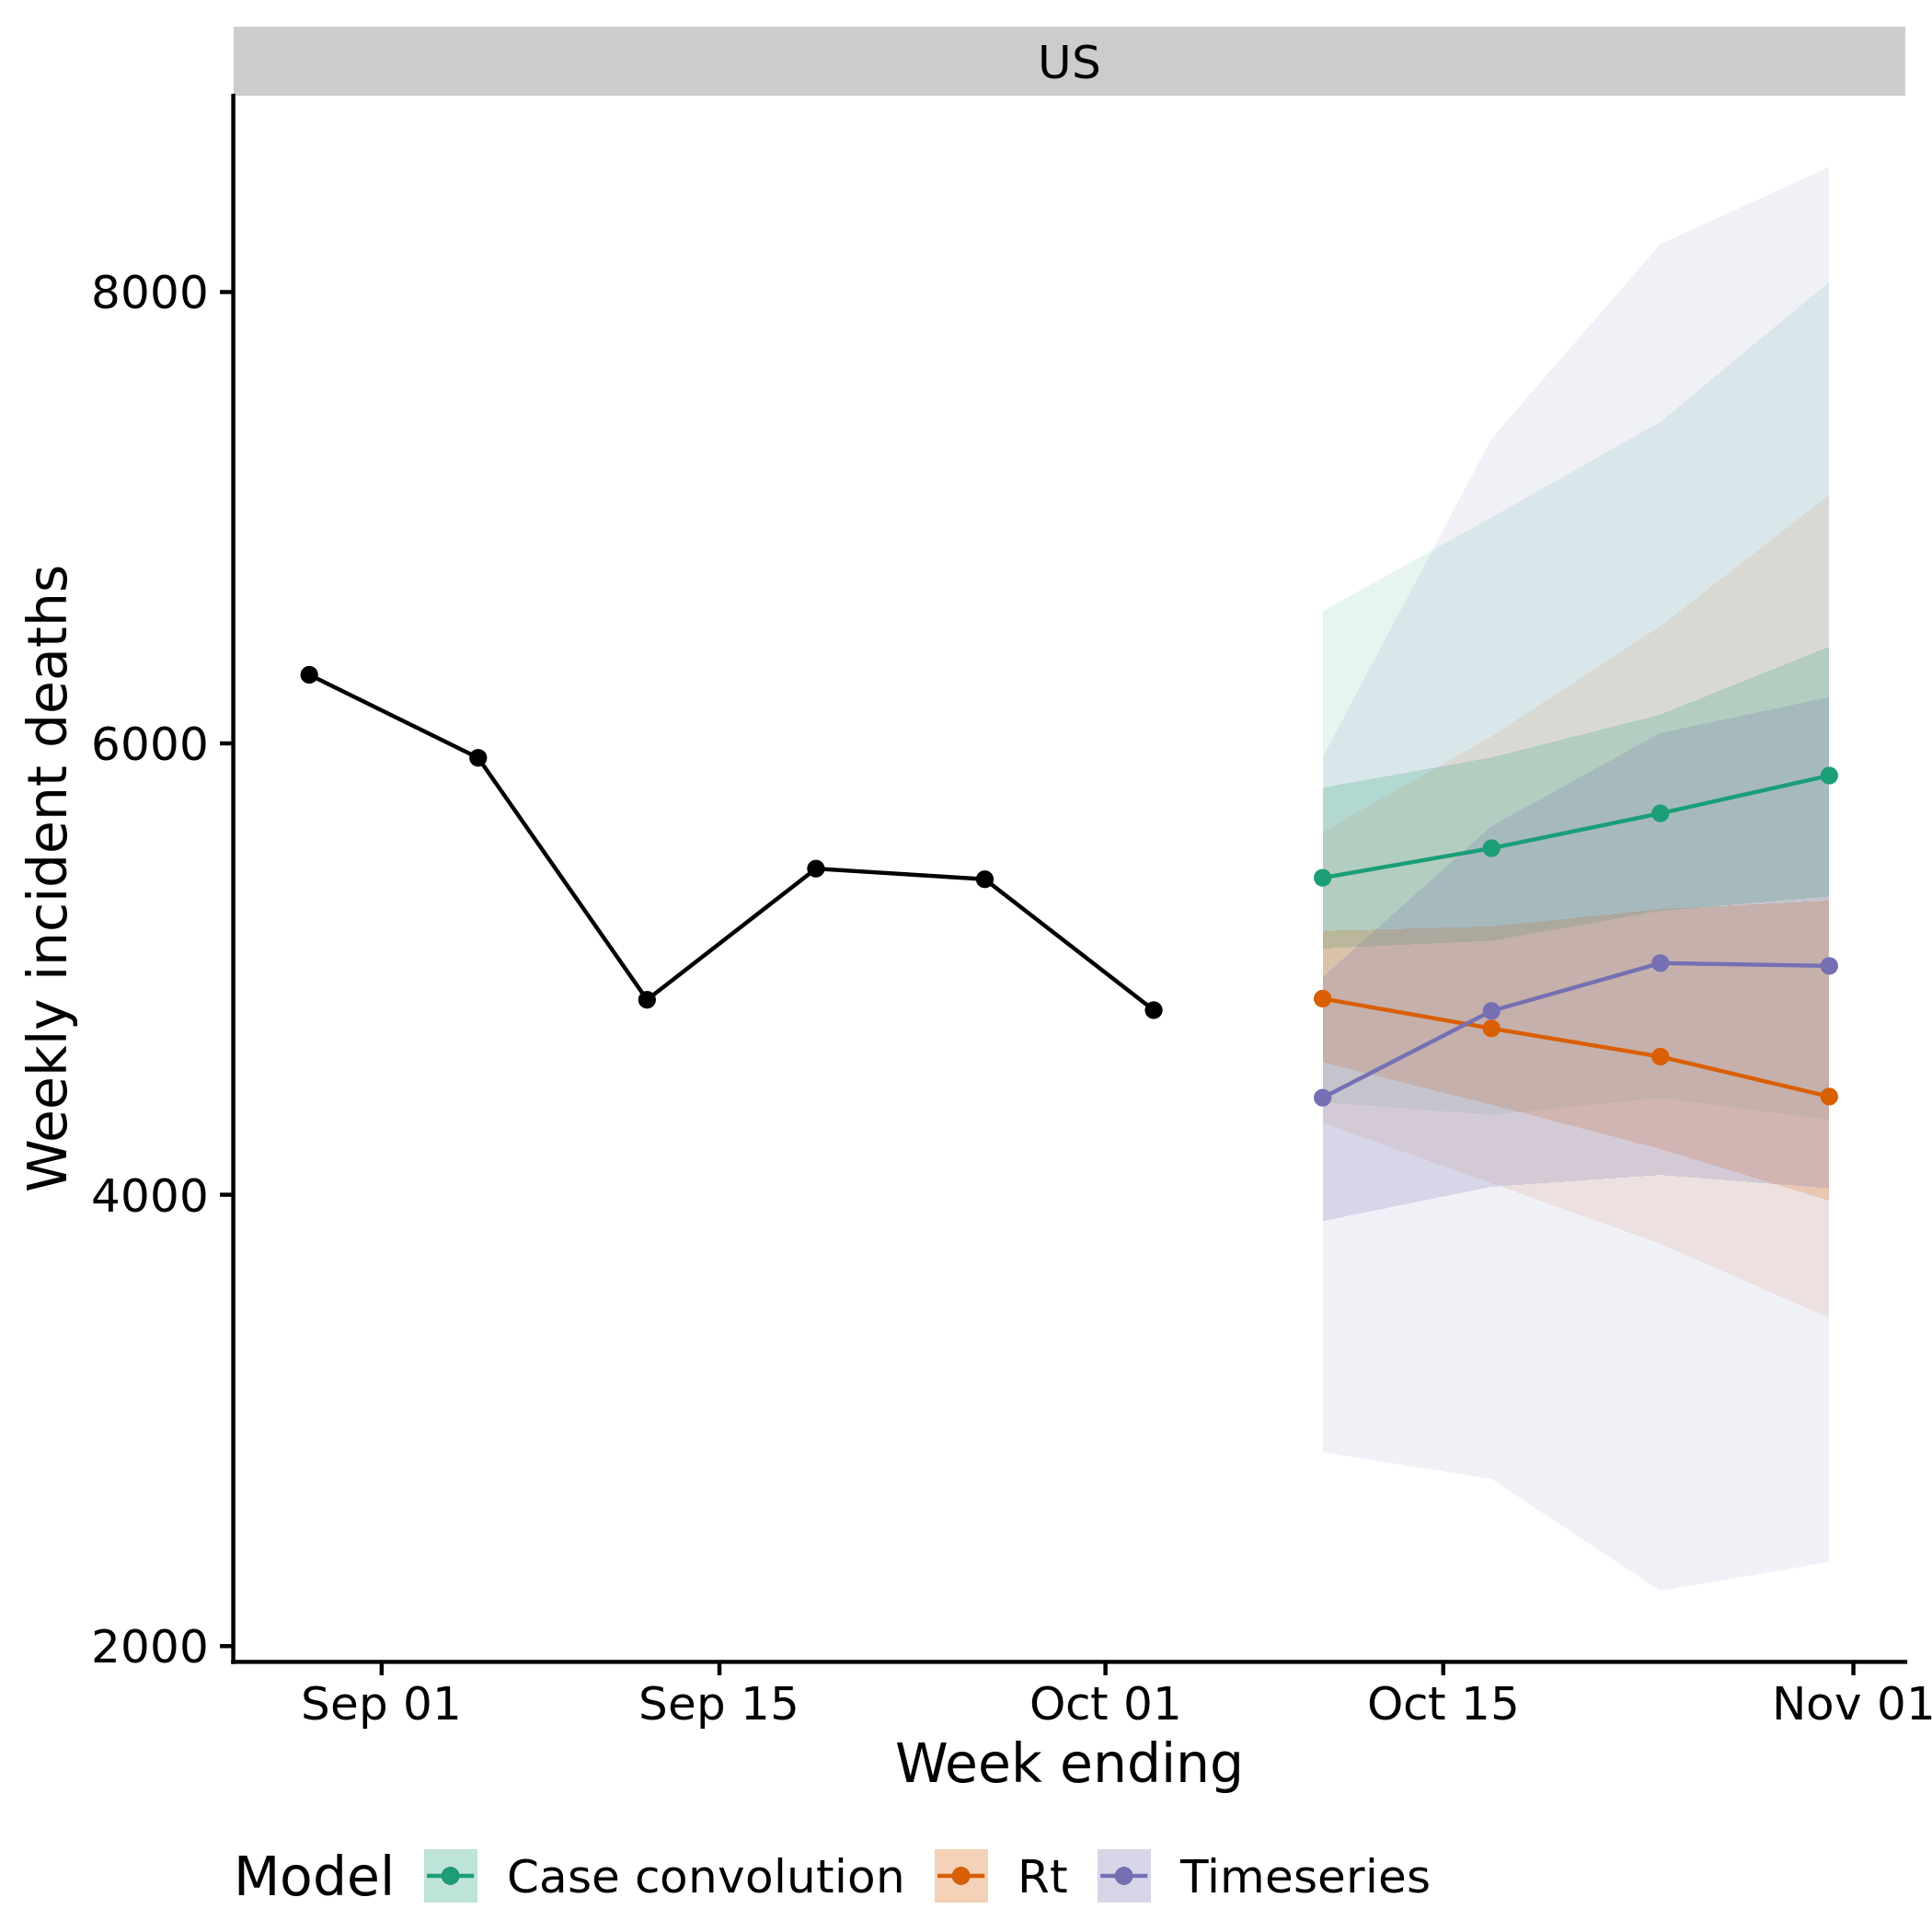 US
Weekly incident deaths
8000
6000
4000
2000
Sep 01 Sep 15 Oct 01 Oct 15 Nov 01
Week ending
Model Case convolution Rt Timeseries